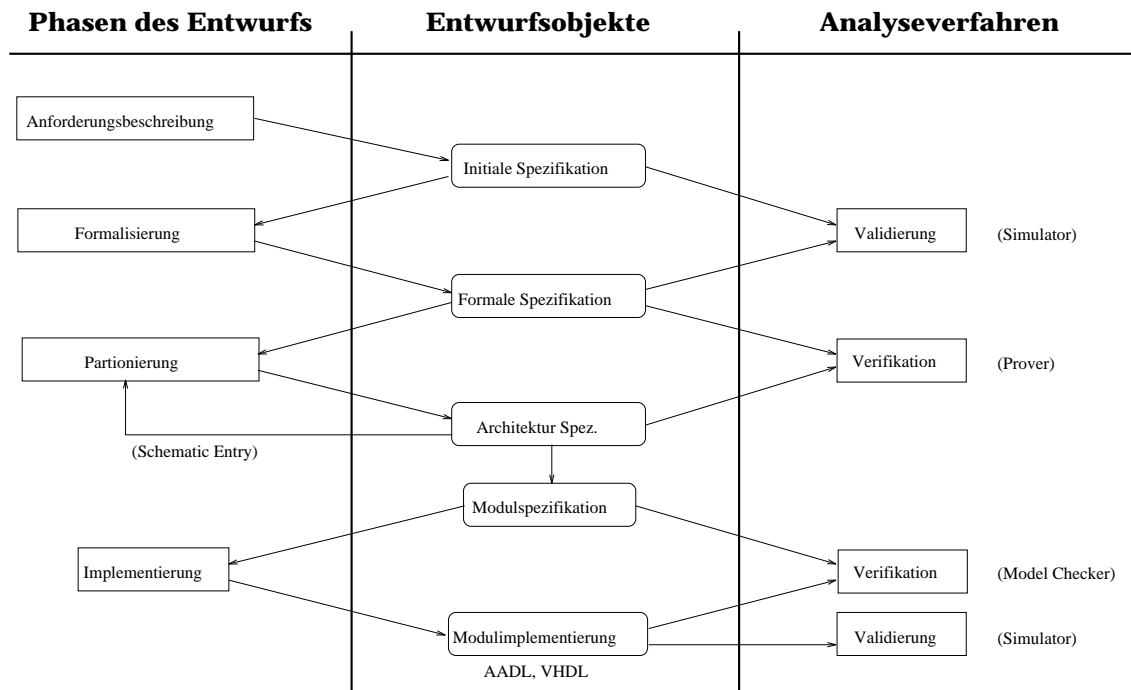 Phasen des Entwurfs
Entwurfsobjekte
Analyseverfahren
Anforderungsbeschreibung
Initiale Spezifikation
Formalisierung
Validierung
(Simulator)
Formale Spezifikation
Partionierung
Verifikation
(Prover)
Architektur Spez.
(Schematic Entry)
Modulspezifikation
Implementierung
Verifikation
(Model Checker)
Modulimplementierung
Validierung
(Simulator)
AADL, VHDL